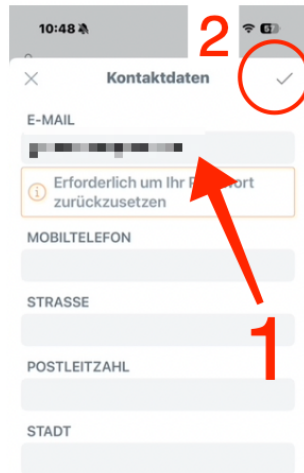 10:48
2
Kontaktdaten
E-MAIL
Erforderlich um Ihr
zurückzusetzen
MOBILTELEFON
STRASSE
1
POSTLEITZAHL
STADT